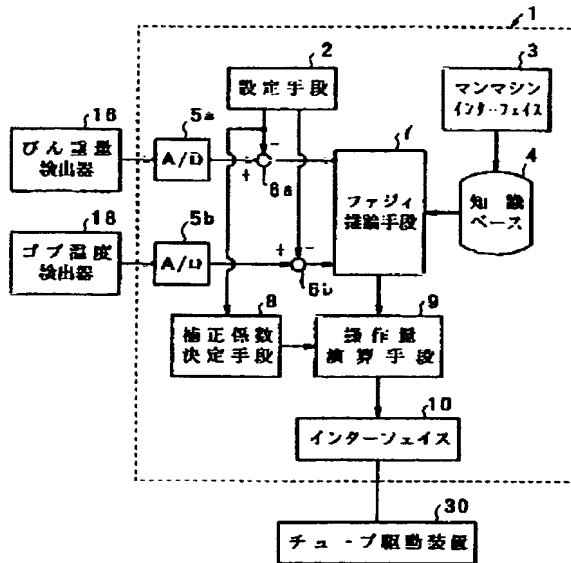 1
2
3
設定手段
マンマシン
インターフェイス
16
5a
びん重量
検出器
A/D
－
＋
6a
7
ファジィ
推論手段
4
知識
ベース
18
5b
ゴブ温度
検出器
A/D
＋
－
6b
8
9
補正係数
決定手段
操作量
演算手段
10
インターフェイス
30
チューブ駆動装置